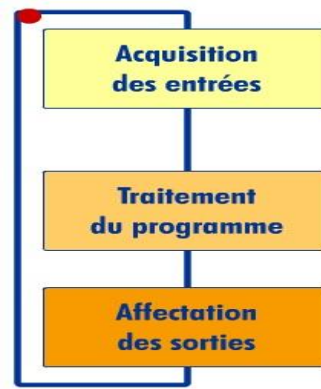 Acquisition
des entrées
Traitement
du programme
Affectation
des sorties